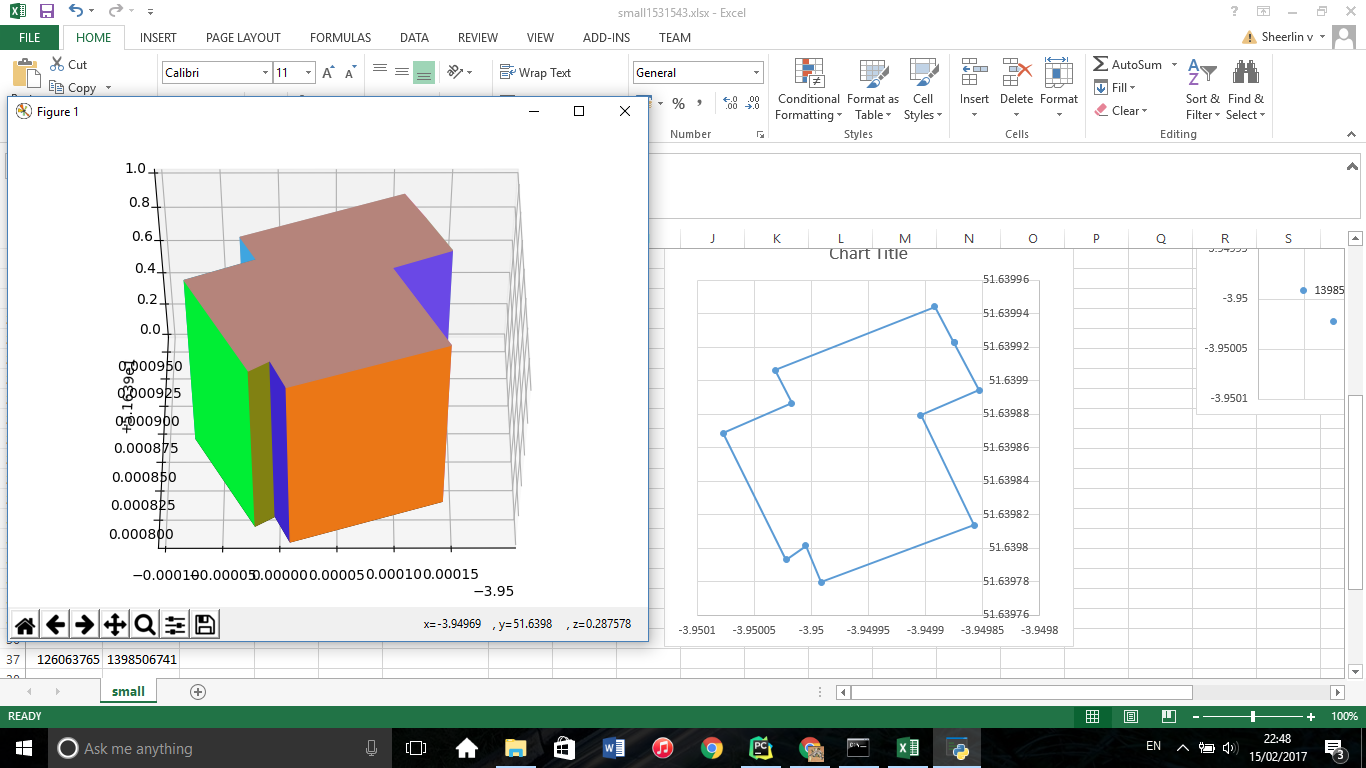 small1531543.xlsx - Excel
?
FILE HOME INSERT PAGE LAYOUT FORMULAS DATA REVIEW VIEW ADD-INS TEAM Sheerlin v
Cut
Copy
Calibri 11 A A
Wrap Text
General
% ,
Conditional Formatting
Format as Table
Cell Styles
Insert
Delete
Format
AutoSum
Fill
Clear
Sort & Filter
Find & Select
Number Styles Cells Editing
Figure 1
1.0
0.8
0.6
0.4
0.2
0.0
0.000950
0.000925
0.000900
0.000875
0.000850
0.000825
0.000800
−0.00010 −0.00005 0.00000 0.00005 0.00010 0.00015
−3.95
x=-3.94969 , y=51.6398 , z=0.287578
J K L M N O P Q R S
Chart Title
51.63996
51.63994
51.63992
51.6399
51.63988
51.63986
51.63984
51.63982
51.6398
51.63978
51.63976
-3.9501 -3.95005 -3.95 -3.94995 -3.9499 -3.94985 -3.9498
-3.95
-3.95005
-3.9501
13985
37 126063765 1398506741
small
READY
100%
Ask me anything
EN
22:48
15/02/2017
3